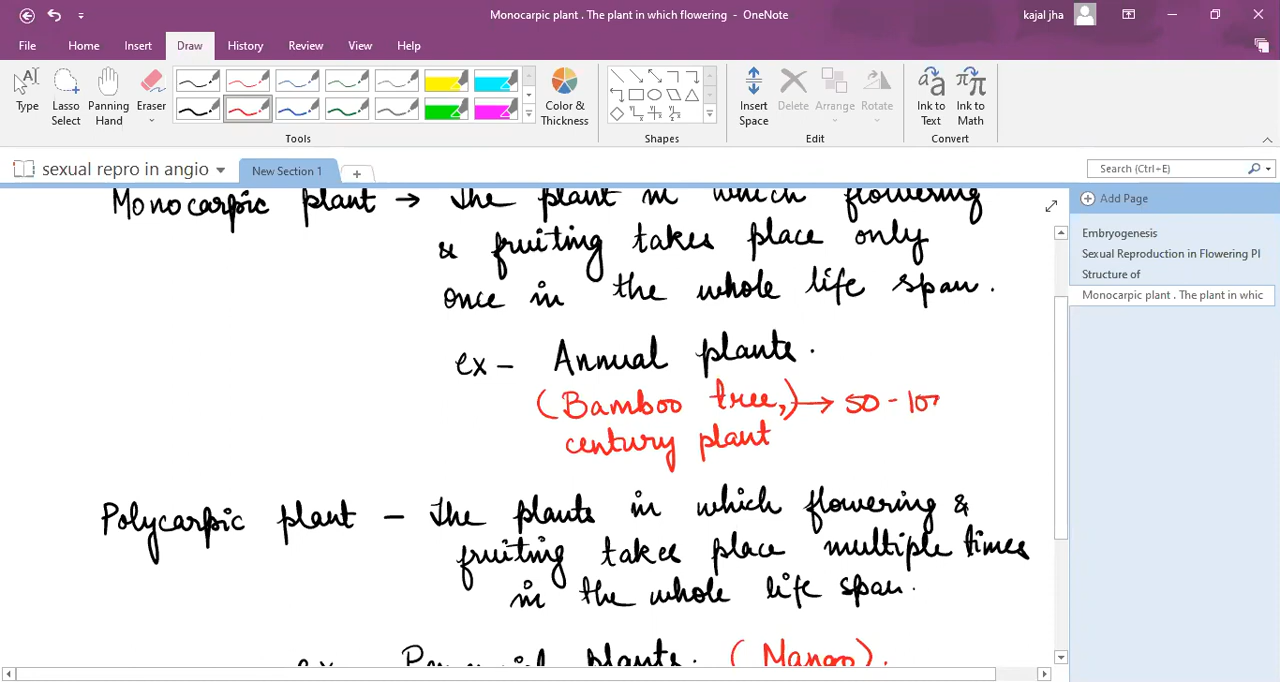 Monocarpic plant . The plant in which flowering - OneNote
kajal jha
File Home Insert Draw History Review View Help
Type
Lasso Select
Panning Hand
Eraser
Color & Thickness
Insert Space
Delete
Arrange
Rotate
Ink to Text
Ink to Math
Tools
Shapes
Edit
Convert
sexual repro in angio
New Section 1
Search (Ctrl+E)
Add Page
Embryogenesis
Sexual Reproduction in Flowering Pl
Structure of
Monocarpic plant . The plant in whic
Monocarpic plant → The plant in which flowering
& fruiting takes place only
once in the whole life span.
ex - Annual plants.
(Bamboo tree,) → 50 - 100
century plant
Polycarpic plant - The plants in which flowering &
fruiting takes place multiple times
in the whole life span.
ex Perennial plants. (Mango).